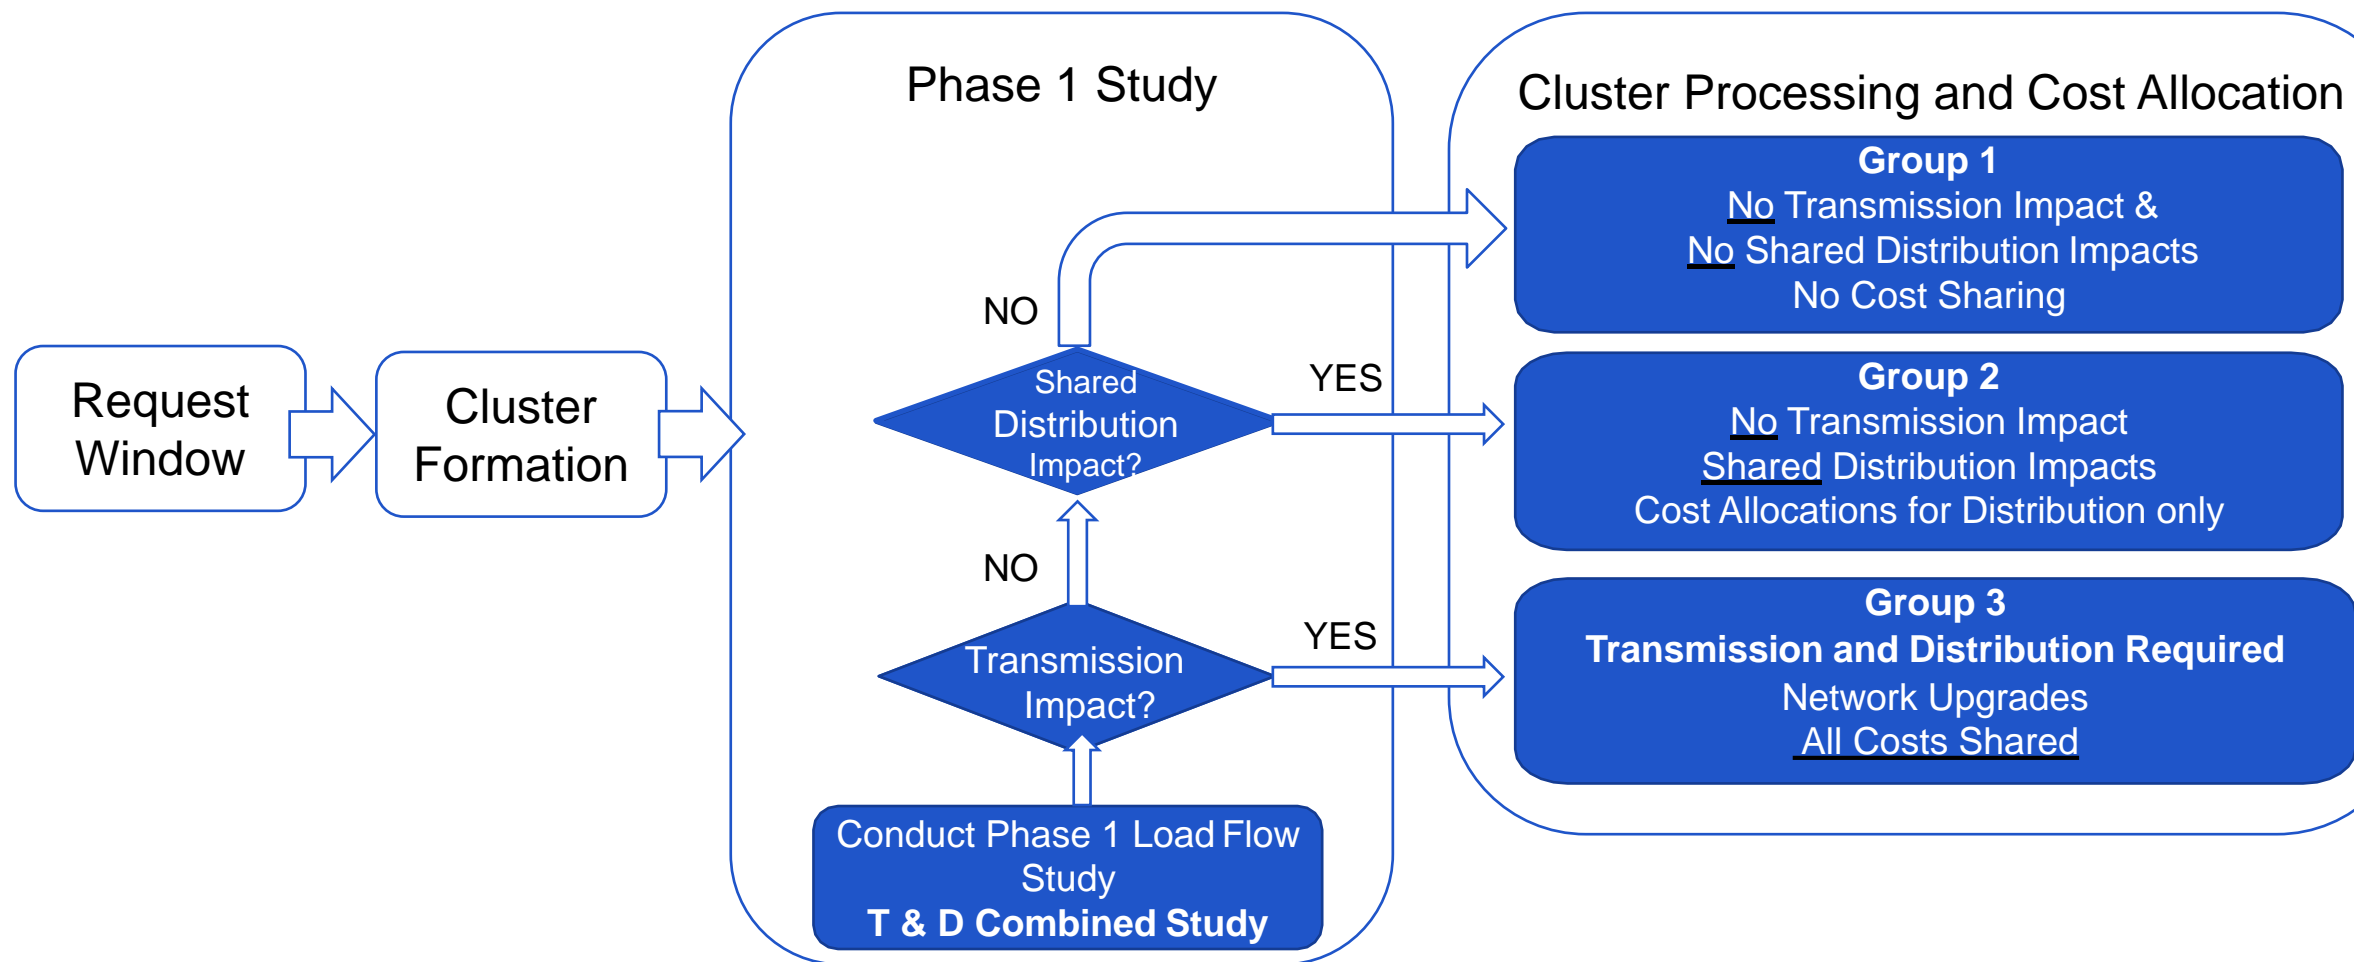 Request
Window
Cluster
Formation
Phase 1 Study
NO
Shared
Distribution
Impact?
YES
NO
Transmission
Impact?
YES
Conduct Phase 1 Load Flow
Study
T & D Combined Study
Cluster Processing and Cost Allocation
Group 1
No Transmission Impact &
No Shared Distribution Impacts
No Cost Sharing
Group 2
No Transmission Impact
Shared Distribution Impacts
Cost Allocations for Distribution only
Group 3
Transmission and Distribution Required
Network Upgrades
All Costs Shared